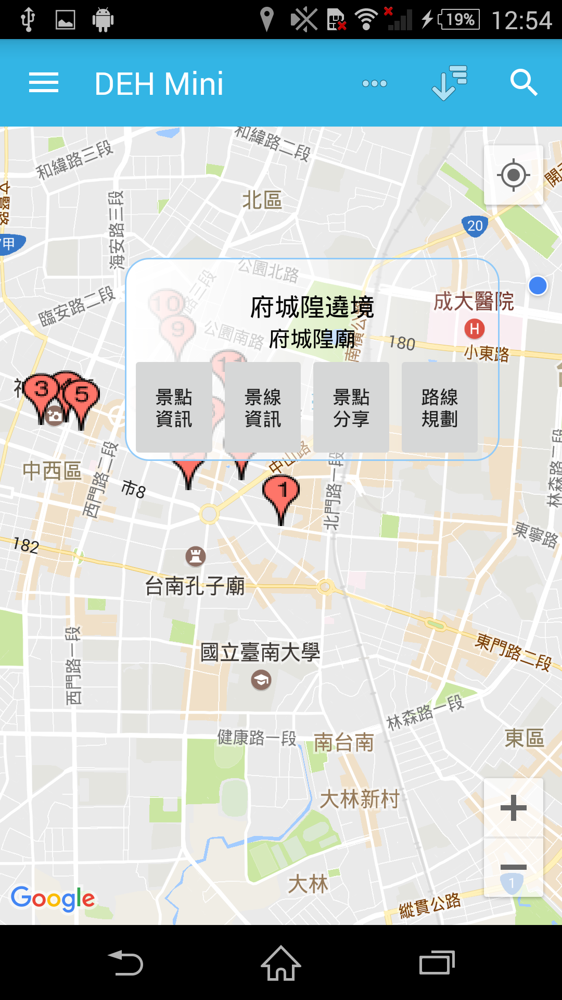 19%
12:54
DEH Mini
和緯路三段
和緯路二段
北區
海安路三段
20
公園北路
臨安路二段
10
府城隍遶境
成大醫院
9
公園南路
府城隍廟
南橫公
180
H
小東路
3
5
景點
資訊
景線
資訊
景點
分享
路線
規劃
中西區
西門路二段
市8
中山路
1
北門路一段
林森路二段
東寧路
182
台南孔子廟
國立臺南大學
西門路一段
東門路二段
林森路一段
健康路一段
南台南
東區
大林新村
+
−
大林
1
Google
縱貫公路